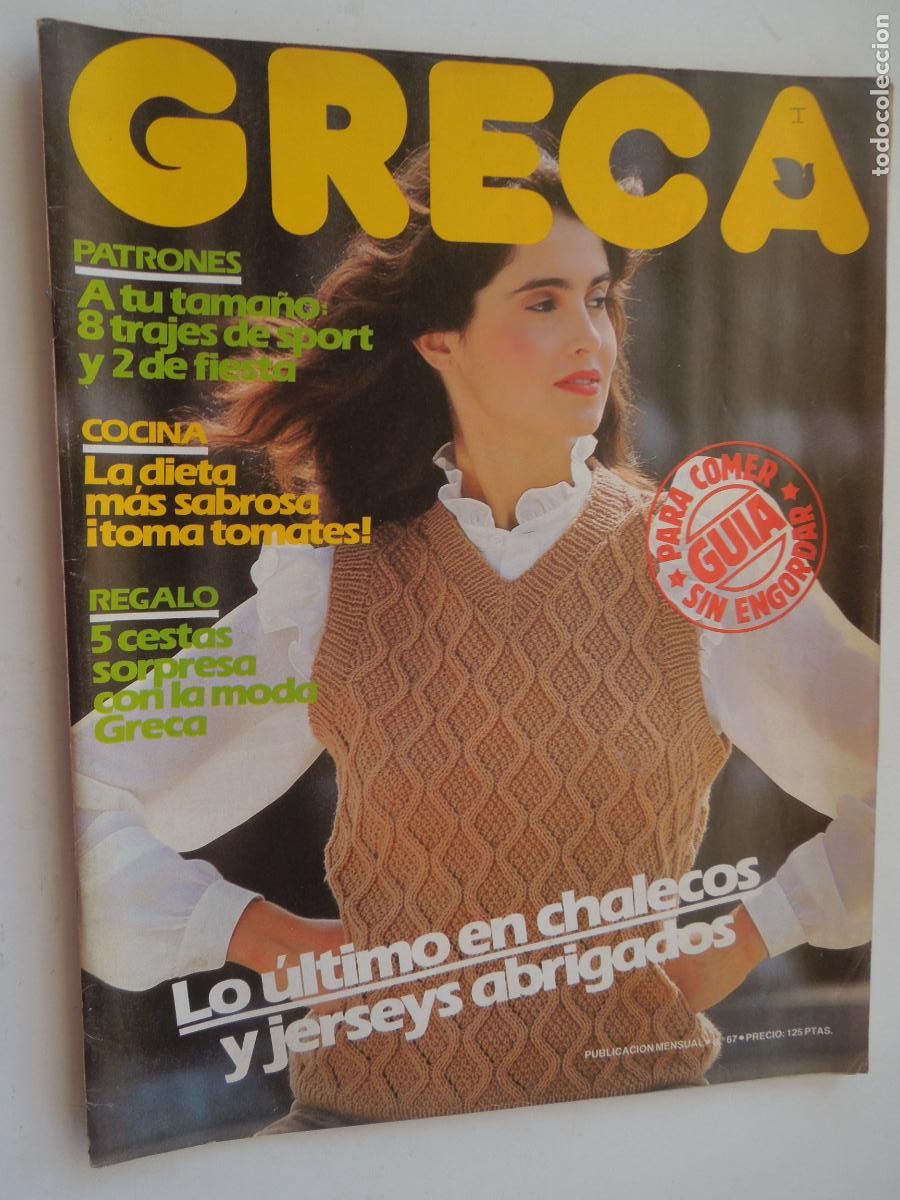 GRECA
I
PATRONES
A tu tamaño:
8 trajes de sport
y 2 de fiesta
COCINA
La dieta
más sabrosa
¡toma tomates!
REGALO
5 cestas
sorpresa
con la moda
Greca
PARA COMER
GUIA
SIN ENGORDAR
Lo último en chalecos
y jerseys abrigados
PUBLICACION MENSUAL • Nº 67 • PRECIO: 125 PTAS.
todocoleccion